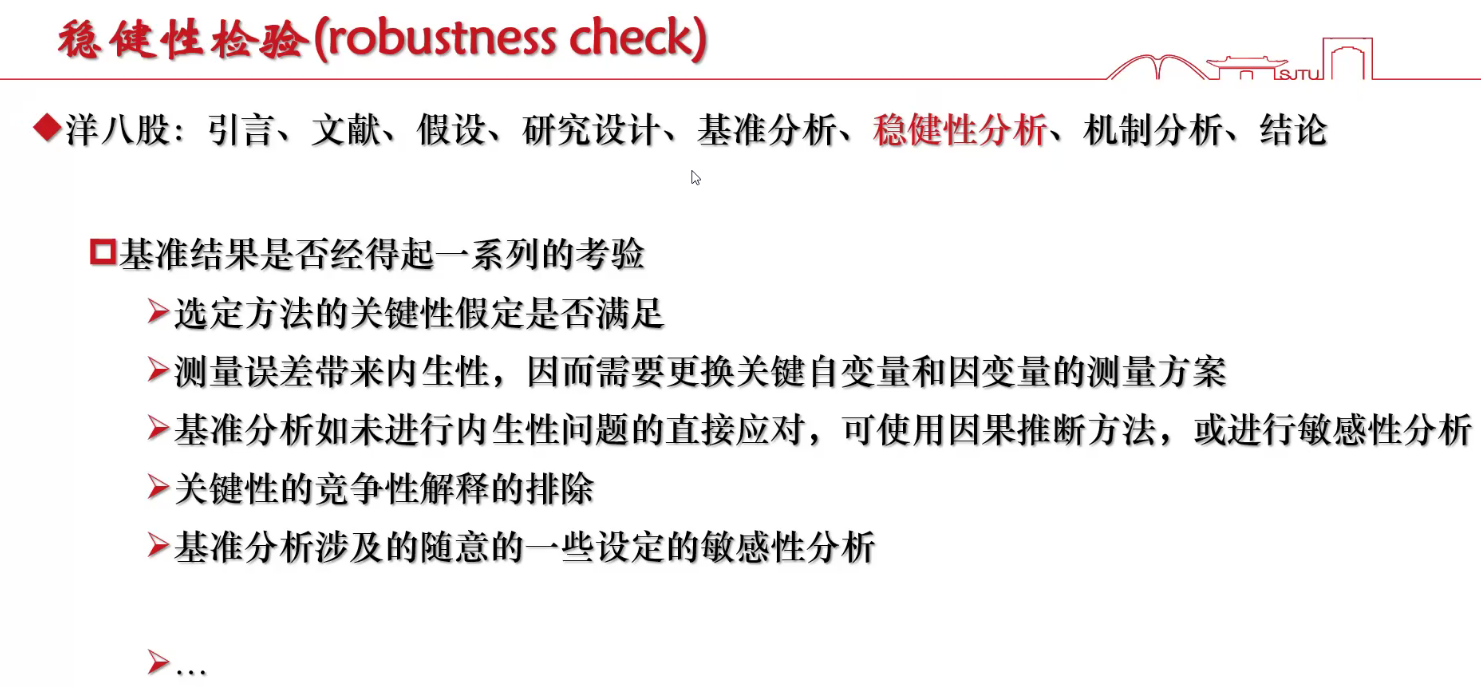 稳健性检验(robustness check)
SJTU
洋八股：引言、文献、假设、研究设计、基准分析、稳健性分析、机制分析、结论
基准结果是否经得起一系列的考验
选定方法的关键性假定是否满足
测量误差带来内生性，因而需要更换关键自变量和因变量的测量方案
基准分析如未进行内生性问题的直接应对，可使用因果推断方法，或进行敏感性分析
关键性的竞争性解释的排除
基准分析涉及的随意的一些设定的敏感性分析
…